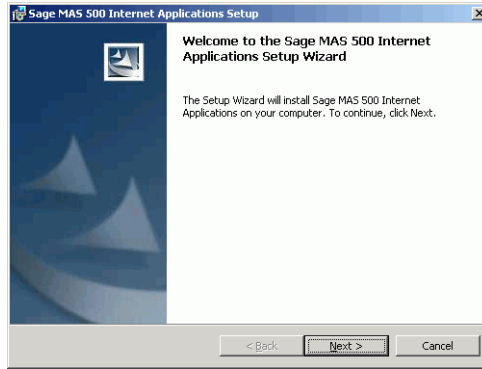 Sage MAS 500 Internet Applications Setup
Welcome to the Sage MAS 500 Internet
Applications Setup Wizard
The Setup Wizard will install Sage MAS 500 Internet
Applications on your computer. To continue, click Next.
< Back
Next >
Cancel